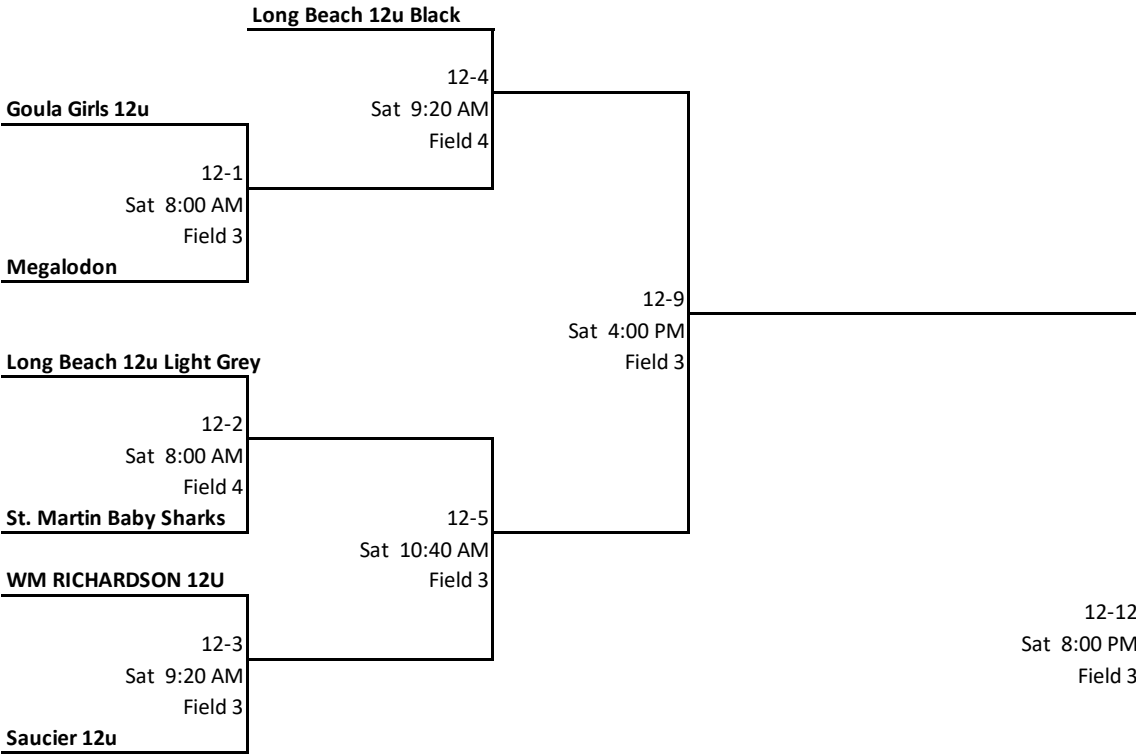 Long Beach 12u Black
12-4
Goula Girls 12u
Sat 9:20 AM
Field 4
12-1
Sat 8:00 AM
Field 3
Megalodon
12-9
Sat 4:00 PM
Field 3
Long Beach 12u Light Grey
12-2
Sat 8:00 AM
Field 4
St. Martin Baby Sharks
12-5
Sat 10:40 AM
Field 3
WM RICHARDSON 12U
12-3
Sat 9:20 AM
Field 3
Saucier 12u
12-12
Sat 8:00 PM
Field 3